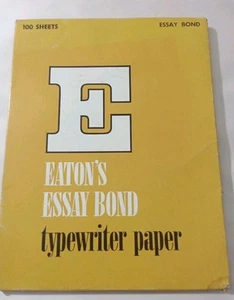 100 SHEETS ESSAY BOND
E
EATON'S
ESSAY BOND
typewriter paper